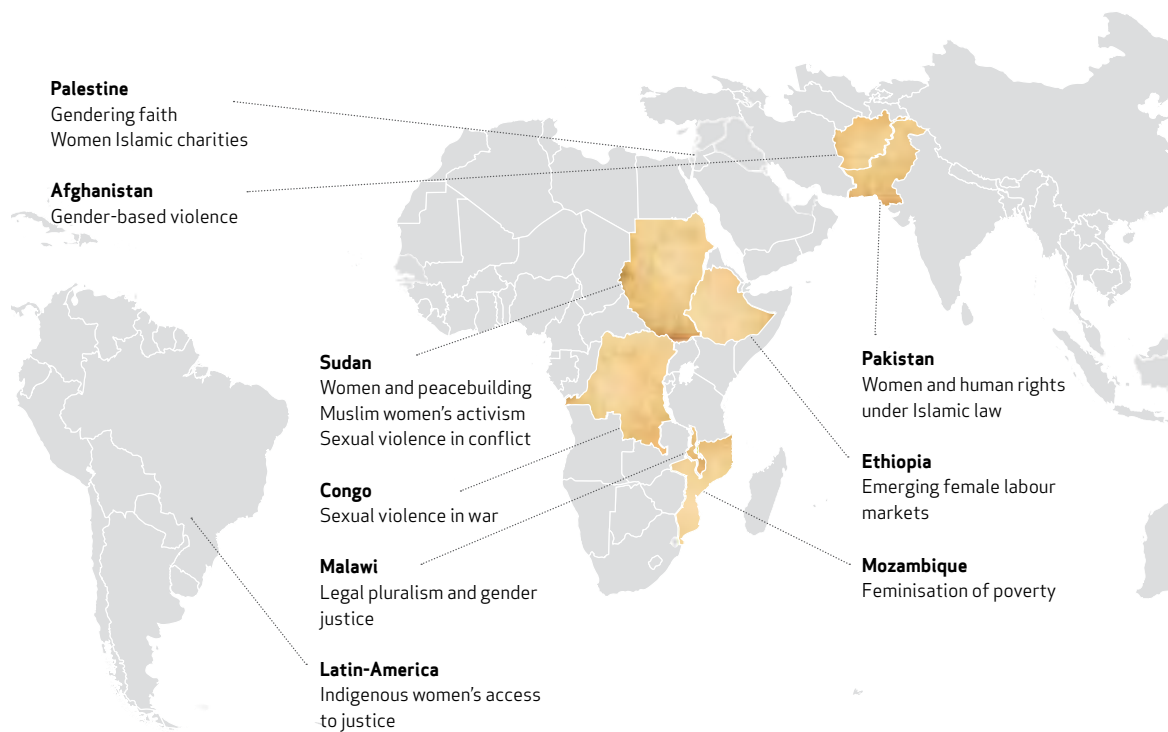 Palestine
Gendering faith
Women Islamic charities
Afghanistan
Gender-based violence
Sudan
Women and peacebuilding
Muslim women's activism
Sexual violence in conflict
Congo
Sexual violence in war
Malawi
Legal pluralism and gender
justice
Latin-America
Indigenous women's access
to justice
Pakistan
Women and human rights
under Islamic law
Ethiopia
Emerging female labour
markets
Mozambique
Feminisation of poverty